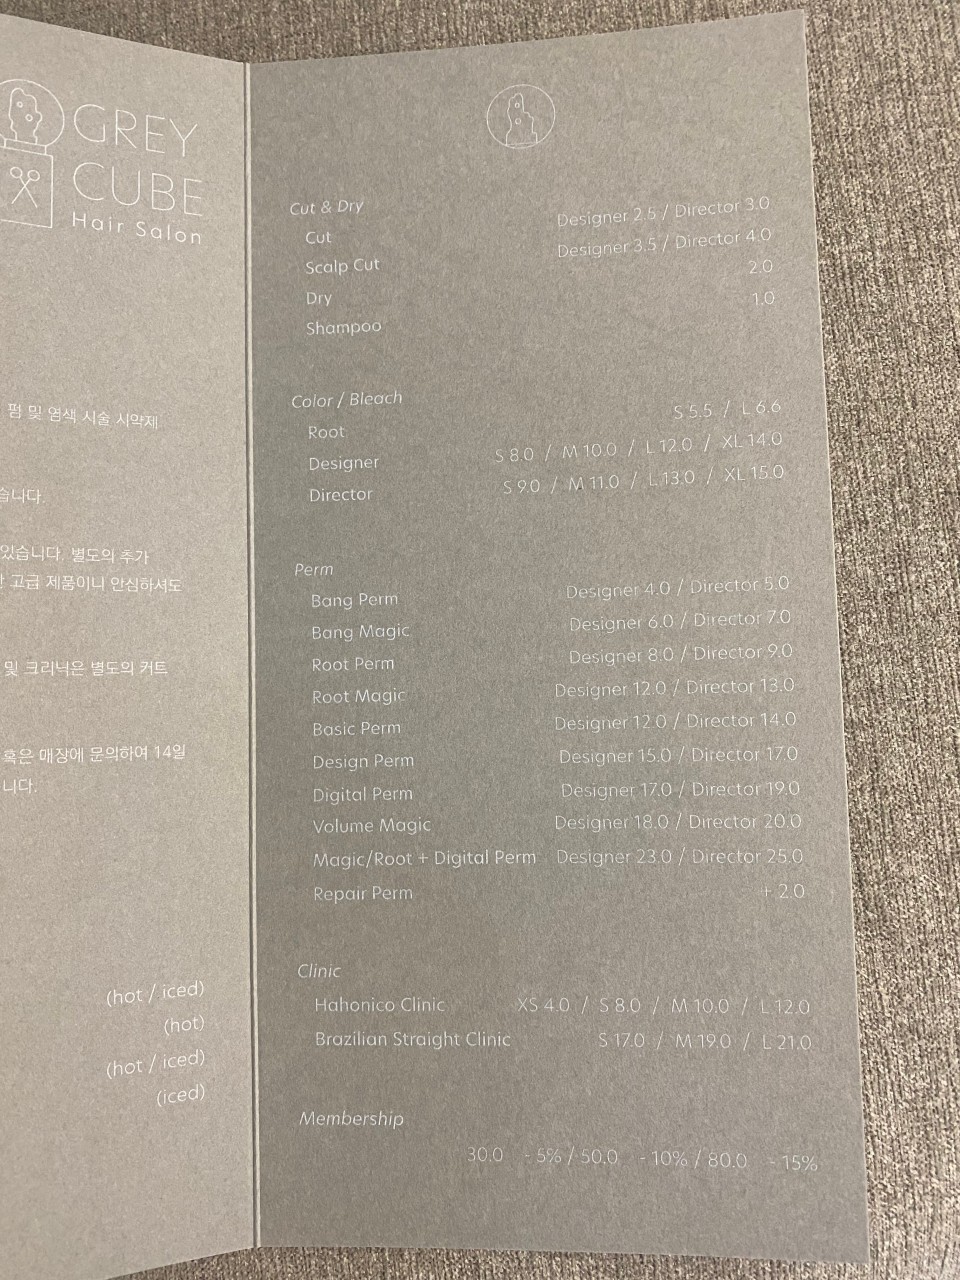 GREY
CUBE
Hair Salon
펌 및 염색 시술 시약제
습니다.
있습니다. 별도의 추가
고급 제품이니 안심하셔도
및 크리닉은 별도의 커트
혹은 매장에 문의하여 14일
니다.
(hot / iced)
(hot)
(hot / iced)
(iced)
Cut & Dry
Cut Designer 2.5 / Director 3.0
Scalp Cut Designer 3.5 / Director 4.0
Dry 2.0
Shampoo 1.0
Color / Bleach
Root S 5.5 / L 6.6
Designer S 8.0 / M 10.0 / L 12.0 / XL 14.0
Director S 9.0 / M 11.0 / L 13.0 / XL 15.0
Perm
Bang Perm Designer 4.0 / Director 5.0
Bang Magic Designer 6.0 / Director 7.0
Root Perm Designer 8.0 / Director 9.0
Root Magic Designer 12.0 / Director 13.0
Basic Perm Designer 12.0 / Director 14.0
Design Perm Designer 15.0 / Director 17.0
Digital Perm Designer 17.0 / Director 19.0
Volume Magic Designer 18.0 / Director 20.0
Magic/Root + Digital Perm Designer 23.0 / Director 25.0
Repair Perm + 2.0
Clinic
Hahonico Clinic XS 4.0 / S 8.0 / M 10.0 / L 12.0
Brazilian Straight Clinic S 17.0 / M 19.0 / L 21.0
Membership
30.0 - 5% / 50.0 - 10% / 80.0 - 15%